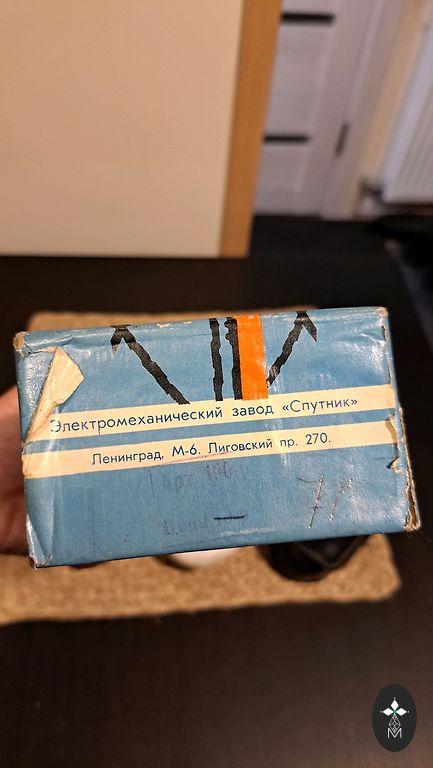 Электромеханический завод «Спутник»
Ленинград, М-6. Лиговский пр. 270.